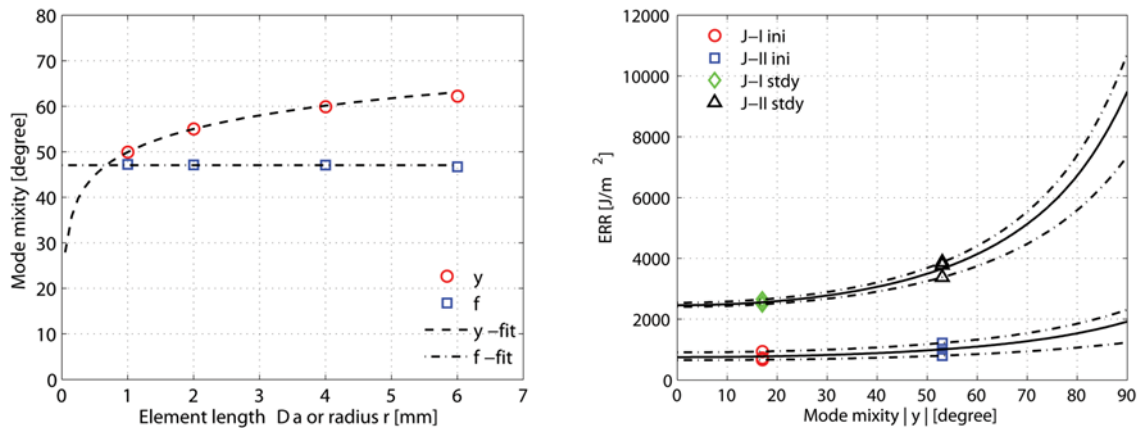 80
70
60
50
40
30
20
10
0
Mode mixity [degree]
y
f
y -fit
f -fit
0 1 2 3 4 5 6 7
Element length D a or radius r [mm]
12000
10000
8000
6000
4000
2000
0
ERR [J/m 2]
J-I ini
J-II ini
J-I stdy
J-II stdy
0 10 20 30 40 50 60 70 80 90
Mode mixity | y | [degree]